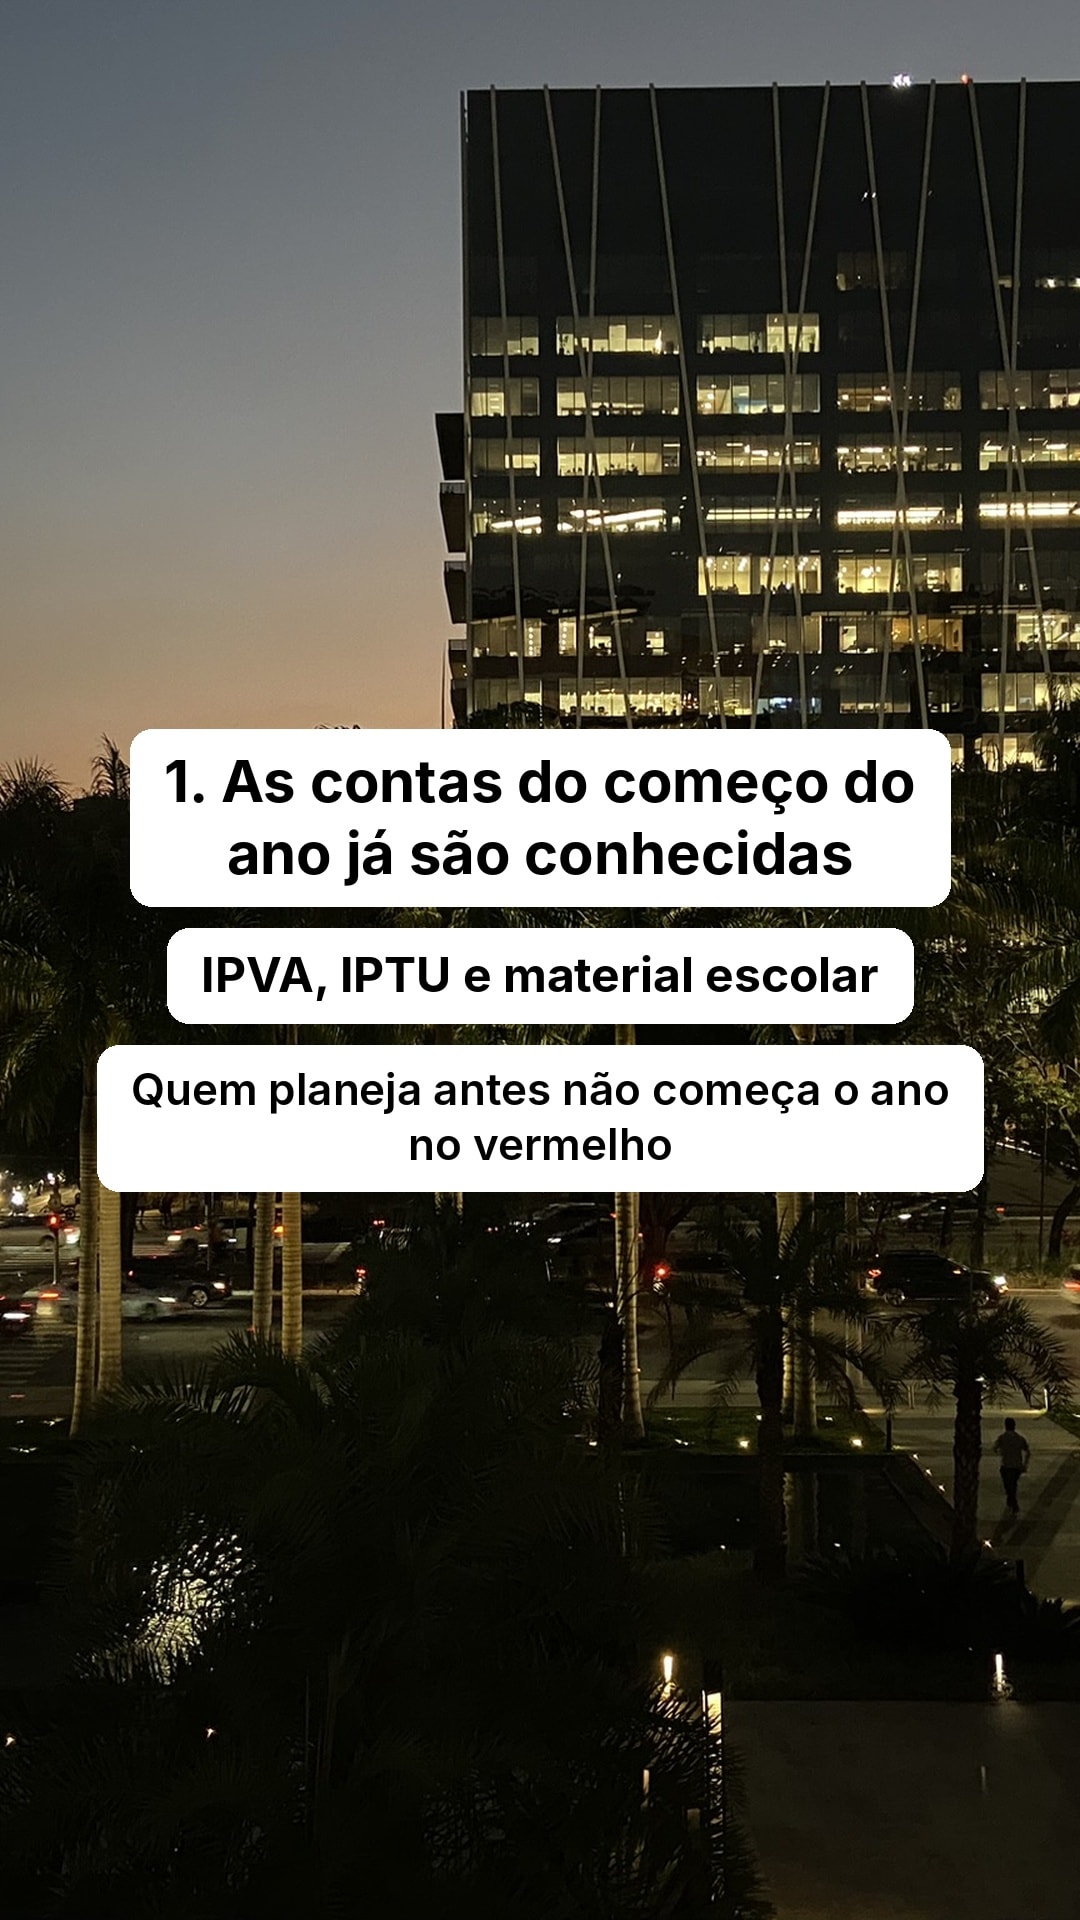 1. As contas do começo do
ano já são conhecidas
IPVA, IPTU e material escolar
Quem planeja antes não começa o ano
no vermelho